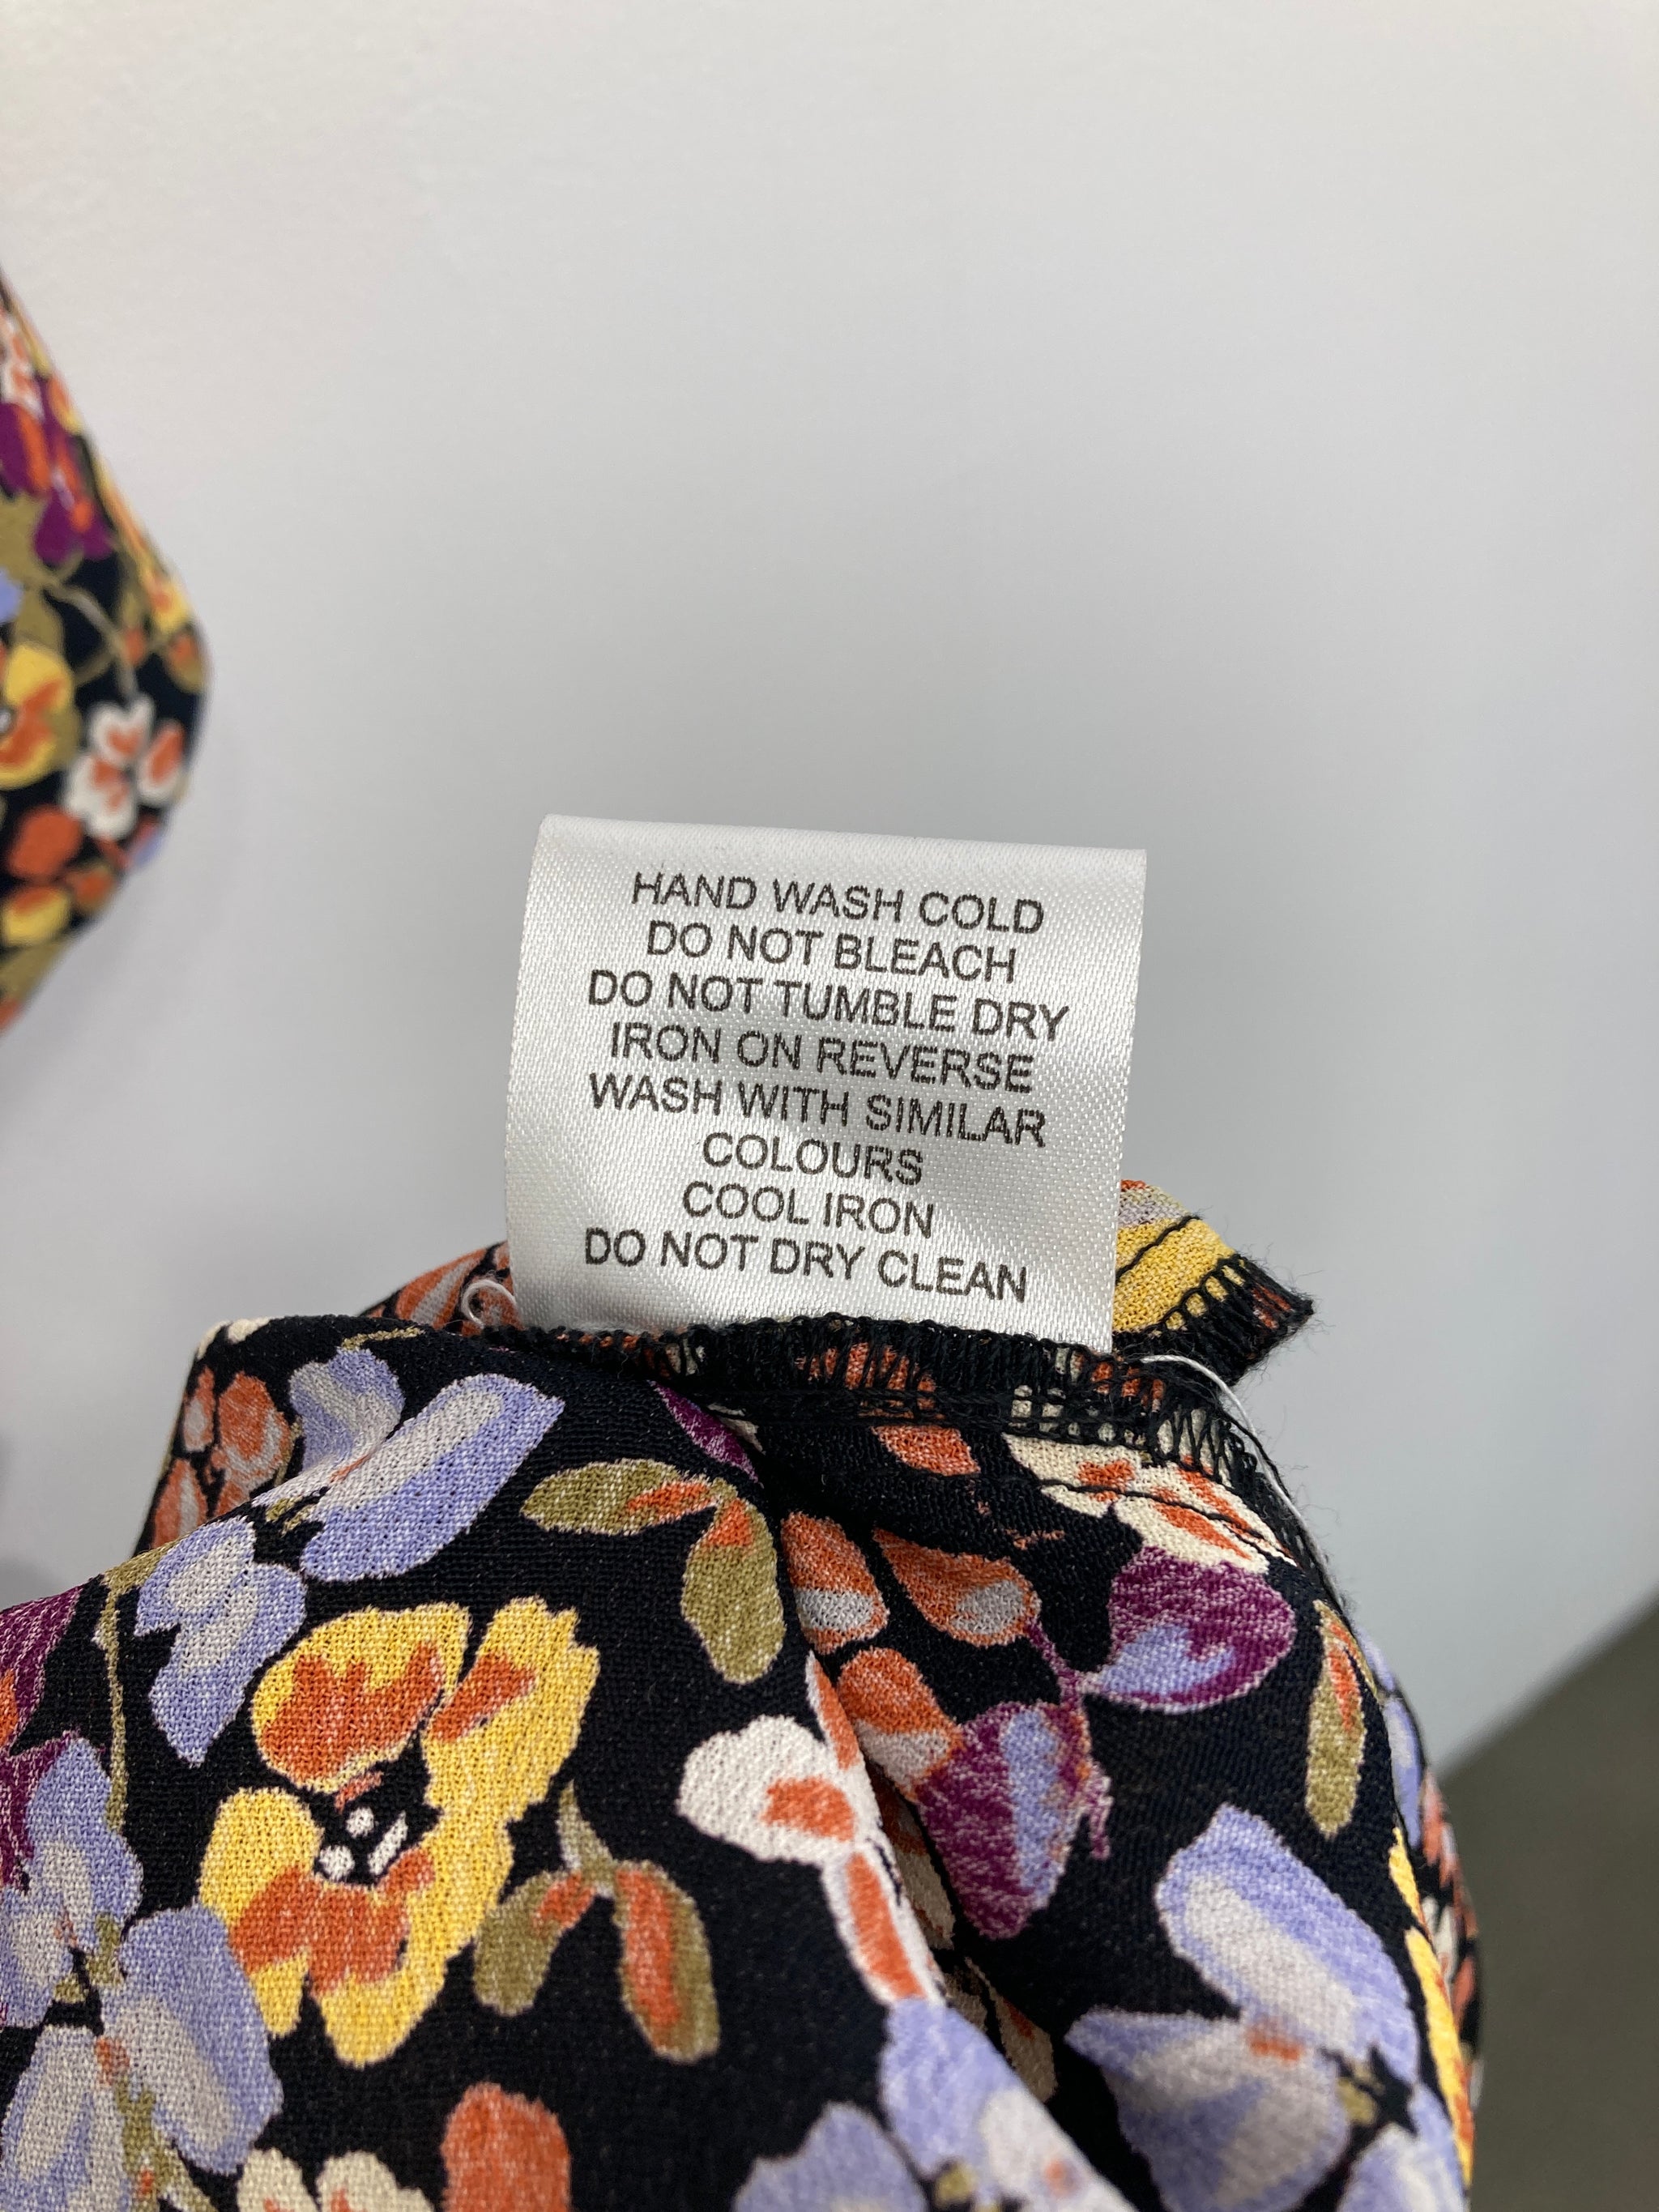 HAND WASH COLD
DO NOT BLEACH
DO NOT TUMBLE DRY
IRON ON REVERSE
WASH WITH SIMILAR
COLOURS
COOL IRON
DO NOT DRY CLEAN